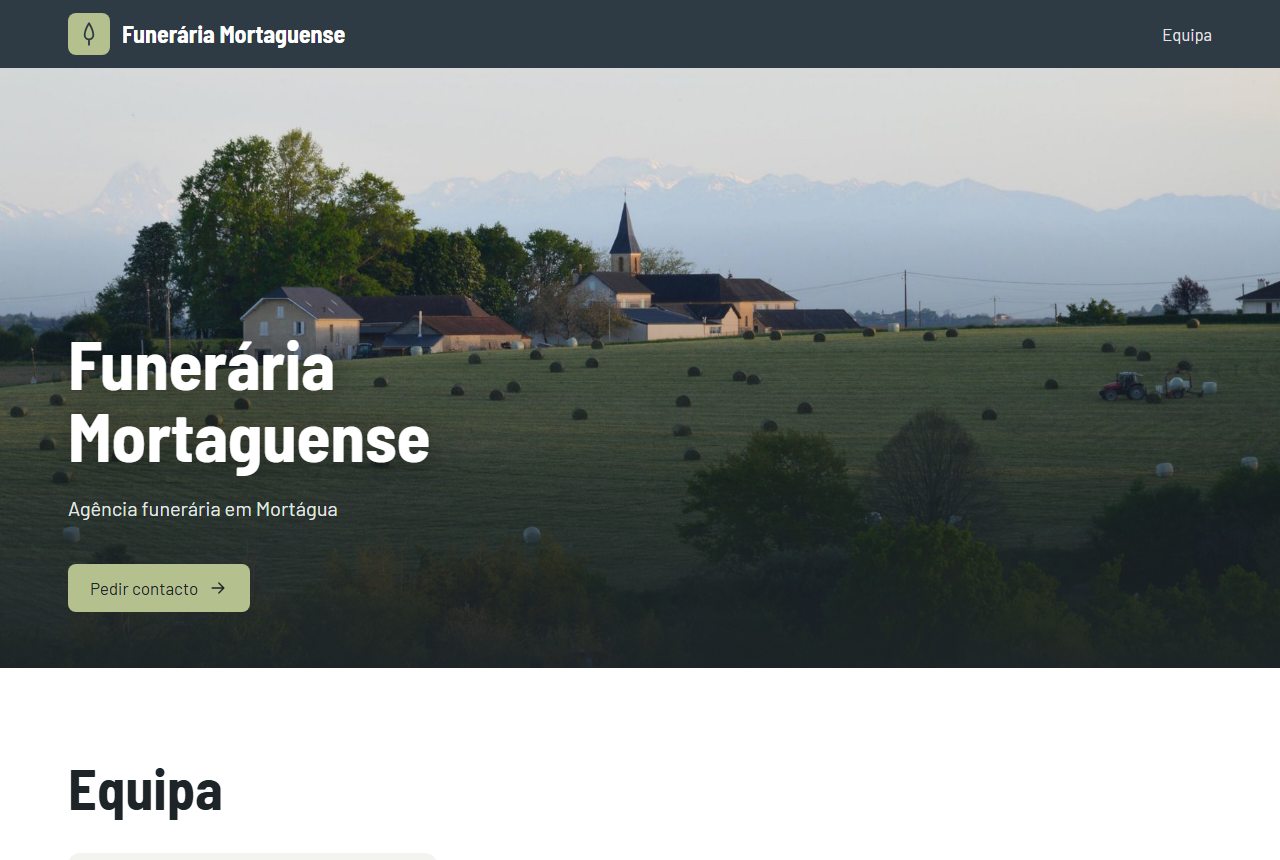 Funerária Mortaguense
Equipa
Funerária
Mortaguense
Agência funerária em Mortágua
Pedir contacto
Equipa